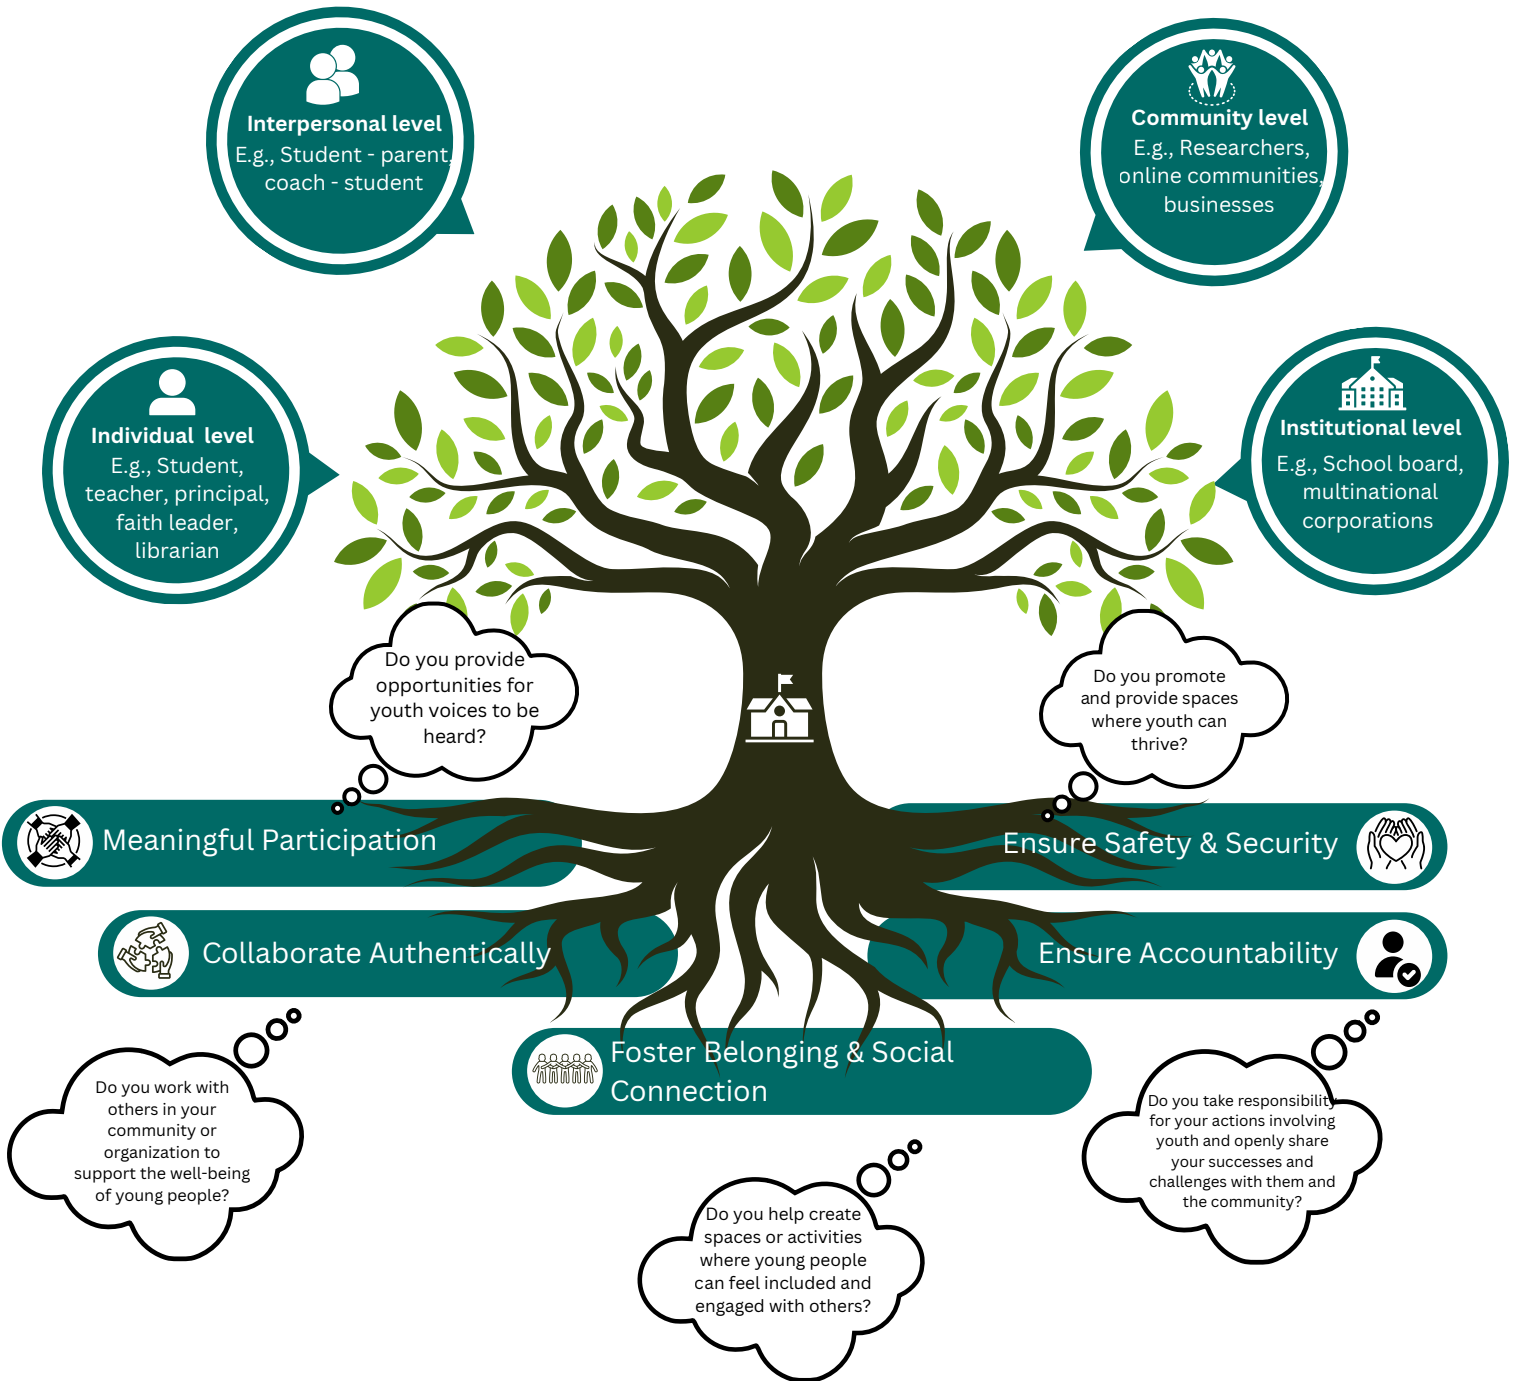 Interpersonal level
E.g., Student - parent,
coach - student
Community level
E.g., Researchers,
online communities,
businesses
Individual level
E.g., Student,
teacher, principal,
faith leader,
librarian
Institutional level
E.g., School board,
multinational
corporations
Do you provide
opportunities for
youth voices to be
heard?
Do you promote
and provide spaces
where youth can
thrive?
Meaningful Participation
Ensure Safety & Security
Collaborate Authentically
Ensure Accountability
Foster Belonging & Social
Connection
Do you work with
others in your
community or
organization to
support the well-being
of young people?
Do you help create
spaces or activities
where young people
can feel included and
engaged with others?
Do you take responsibility
for your actions involving
youth and openly share
your successes and
challenges with them and
the community?